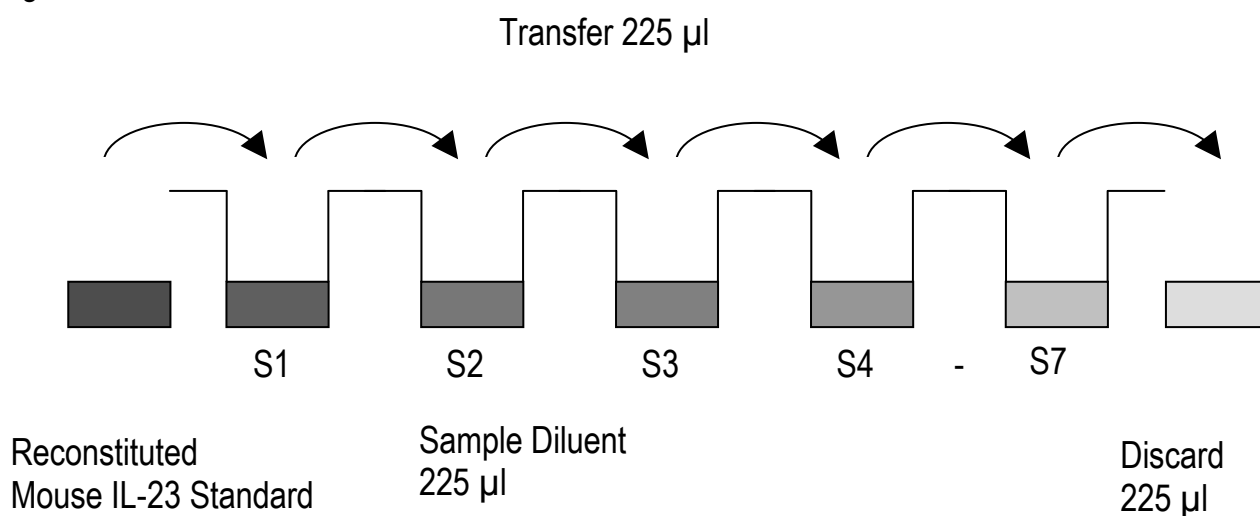 Transfer 225 µl
S1 S2 S3 S4 - S7
Reconstituted
Mouse IL-23 Standard
Sample Diluent
225 µl
Discard
225 µl